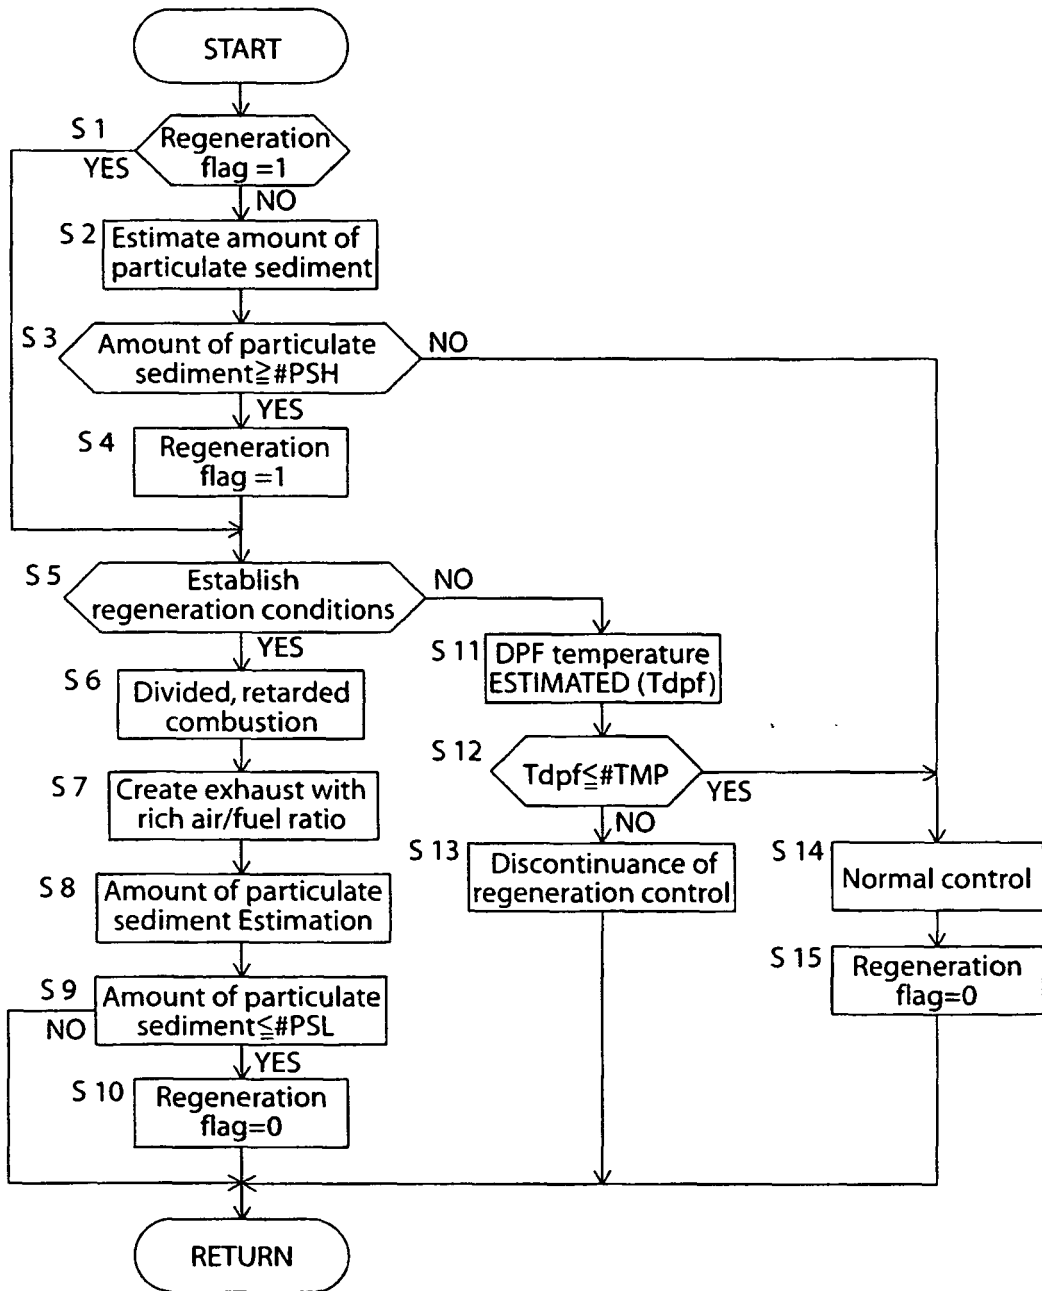 START
S 1
Regeneration
flag =1
YES
NO
S 2
Estimate amount of
particulate sediment
S 3
Amount of particulate
sediment≧#PSH
NO
YES
S 4
Regeneration
flag =1
S 5
Establish
regeneration conditions
NO
YES
S 6
Divided, retarded
combustion
S 7
Create exhaust with
rich air/fuel ratio
S 8
Amount of particulate
sediment Estimation
S 9
Amount of particulate
sediment≦#PSL
NO
YES
S 10
Regeneration
flag=0
S 11
DPF temperature
ESTIMATED (Tdpf)
S 12
Tdpf≦#TMP
YES
NO
S 13
Discontinuance of
regeneration control
S 14
Normal control
S 15
Regeneration
flag=0
RETURN